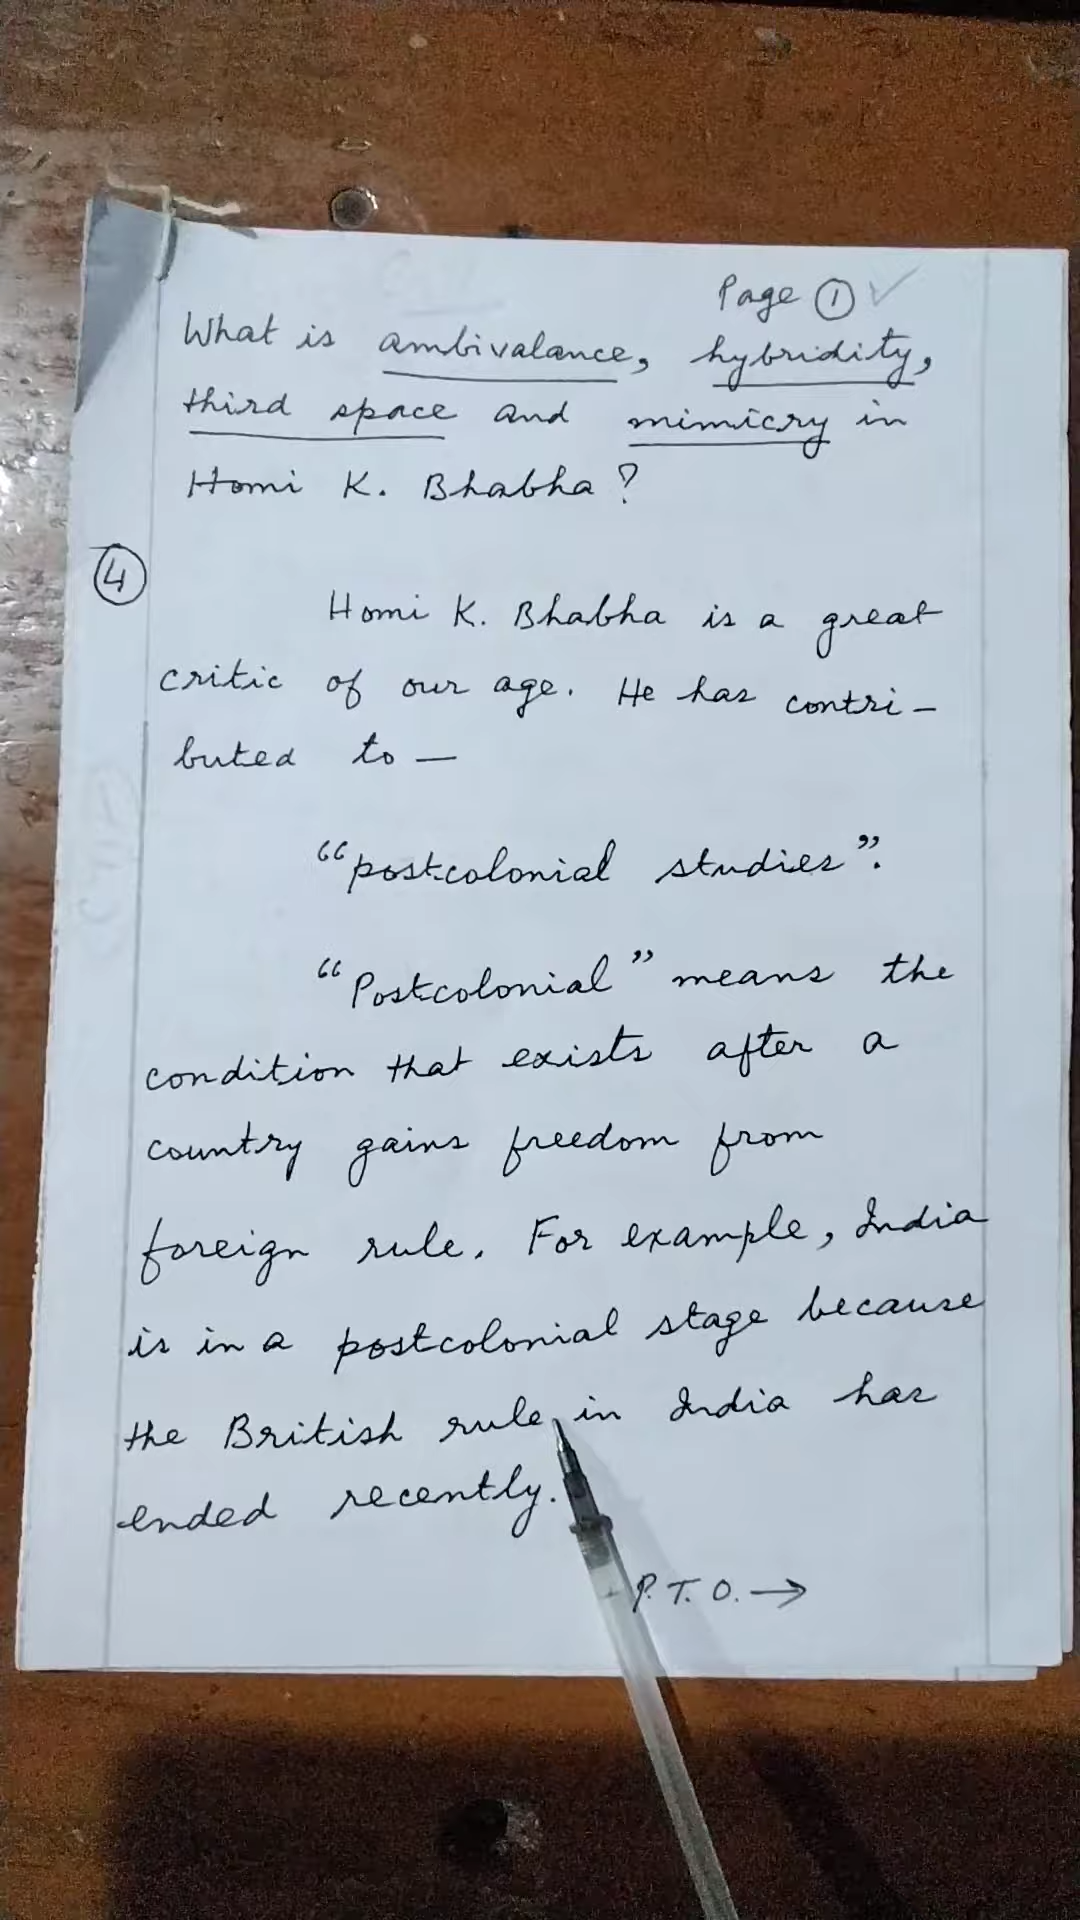 Page ①✓
What is ambivalance, hybridity,
third space and mimicry in
Homi K. Bhabha?
④
Homi K. Bhabha is a great
critic of our age. He has contri-
buted to —
"postcolonial studies".
"Postcolonial" means the
condition that exists after a
country gains freedom from
foreign rule. For example, India
is in a postcolonial stage because
the British rule in India has
ended recently.
P.T.O. →